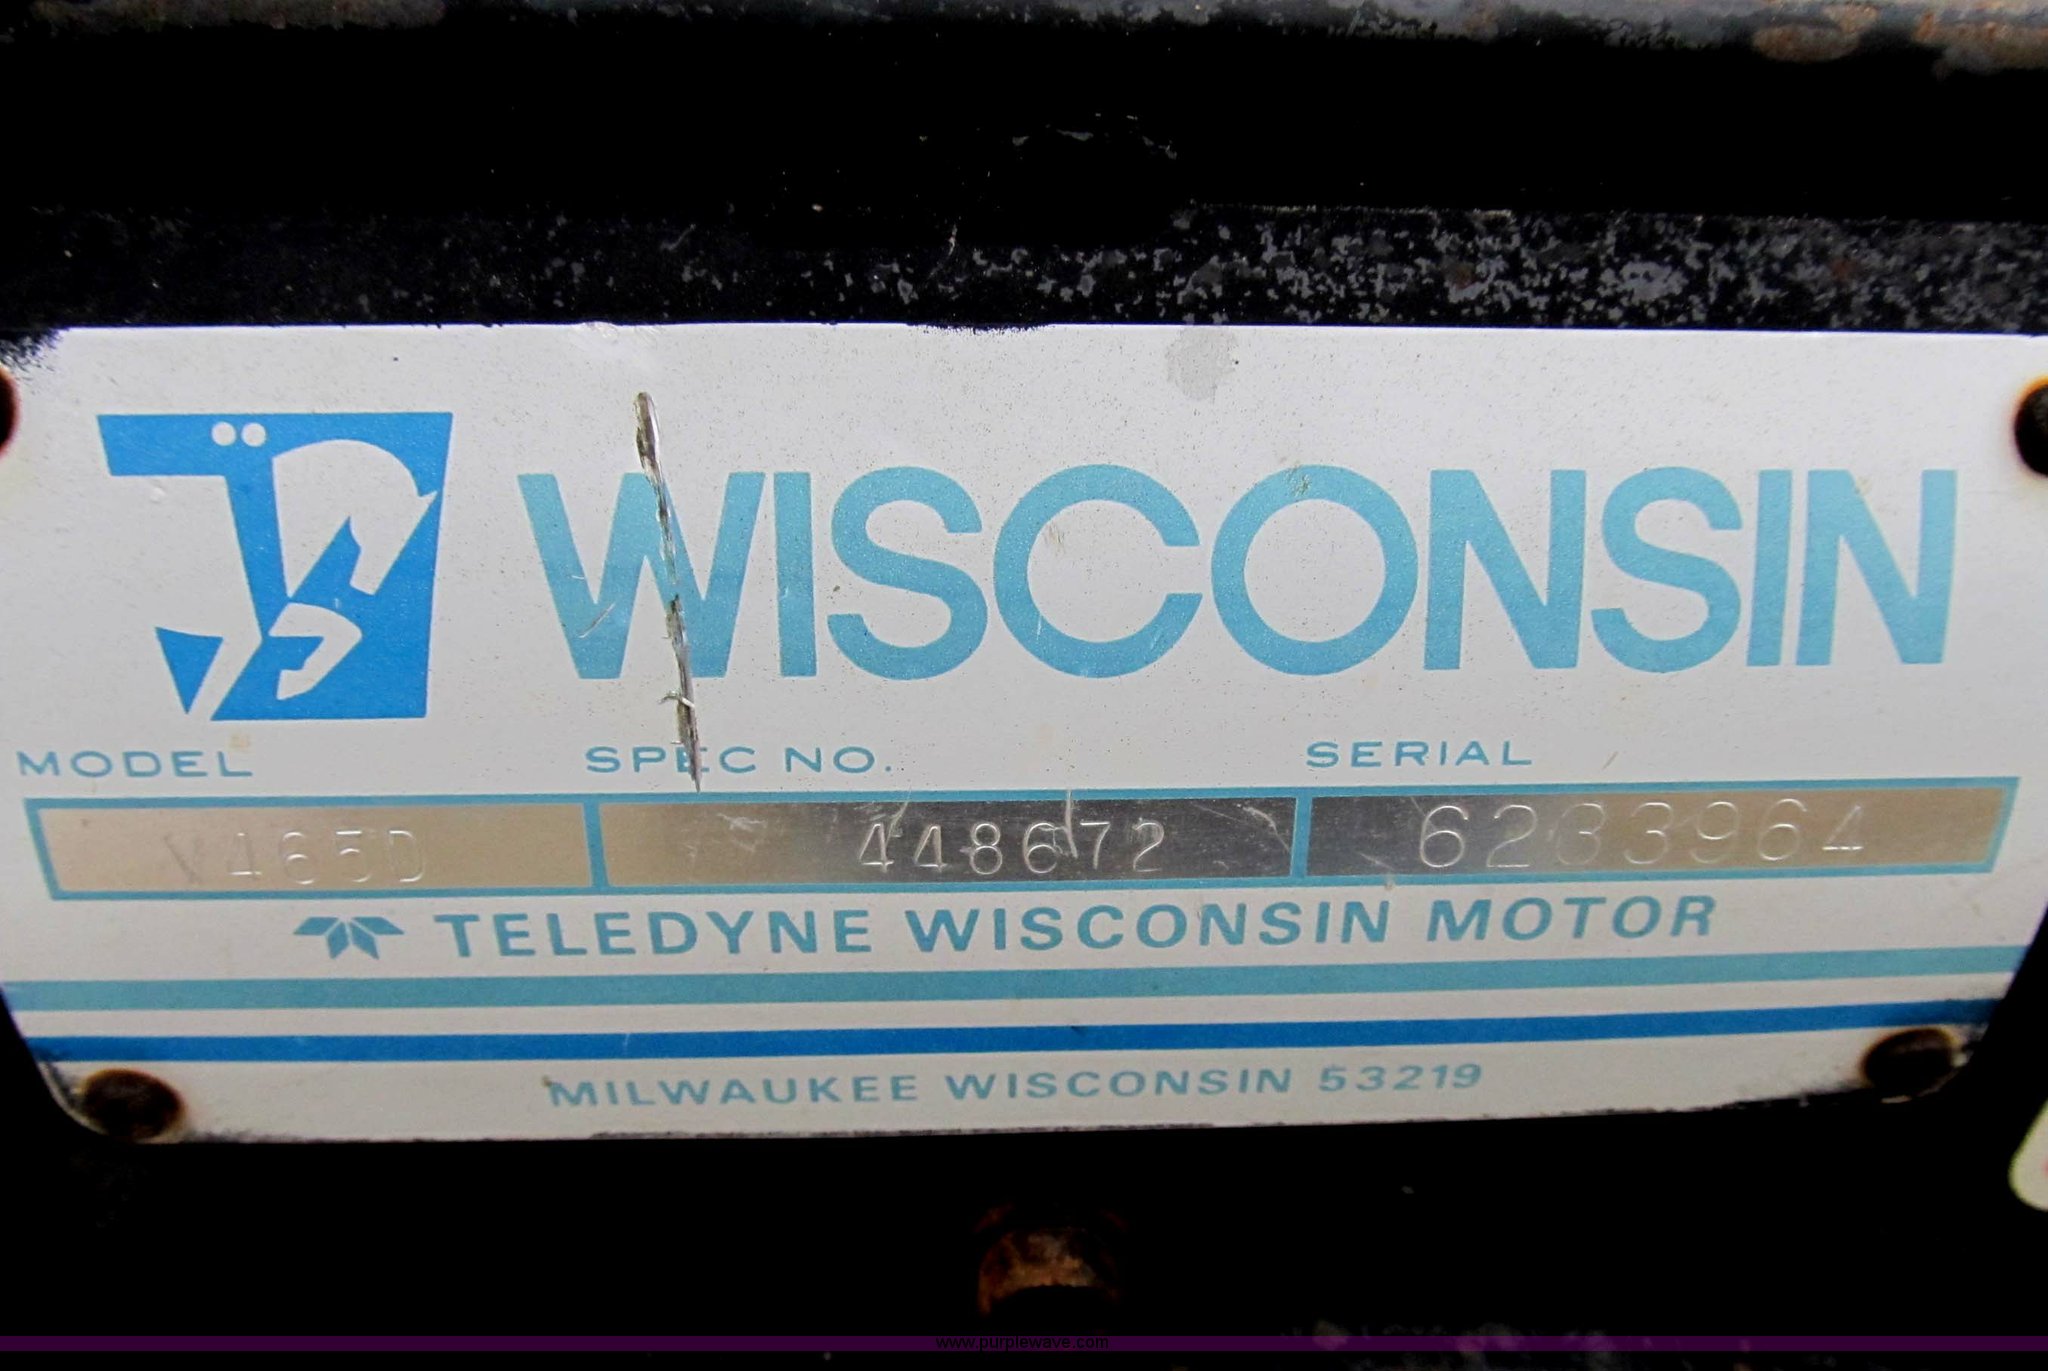 WISCONSIN
MODEL SPEC NO. SERIAL
V465D 448672 6233964
TELEDYNE WISCONSIN MOTOR
MILWAUKEE WISCONSIN 53219
www.purplewave.com